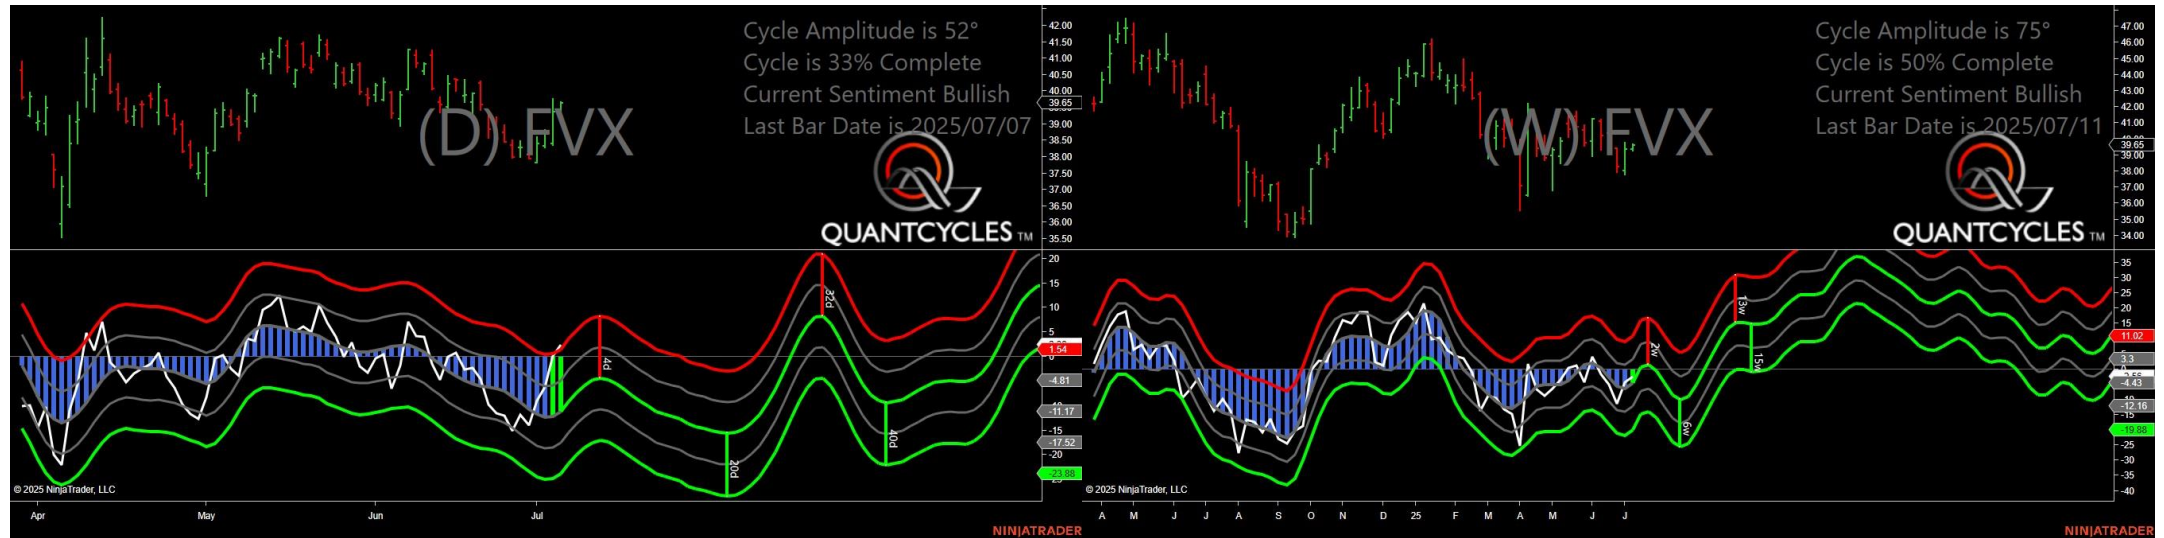 Cycle Amplitude is 52°
Cycle is 33% Complete
Current Sentiment Bullish
Last Bar Date is 2025/07/07
(D) FVX
QUANTCYCLES TM
42.00
41.50
41.00
40.50
40.00
39.65
39.00
38.50
38.00
37.50
37.00
36.50
36.00
35.50
20
15
10
5
1.54
-4.81
-11.17
-15
-17.52
-20
-23.88
4d
20d
32d
40d
© 2025 NinjaTrader, LLC
Apr May Jun Jul
NINJATRADER
Cycle Amplitude is 75°
Cycle is 50% Complete
Current Sentiment Bullish
Last Bar Date is 2025/07/11
(W) FVX
QUANTCYCLES TM
47.00
46.00
45.00
44.00
43.00
42.00
41.00
39.65
39.00
38.00
37.00
36.00
35.00
34.00
35
30
25
20
15
11.02
3.3
-4.43
-12.16
-15
-19.88
-25
-30
-35
-40
2w
6w
13w
15w
© 2025 NinjaTrader, LLC
A M J J A S O N D 25 F M A M J J
NINJATRADER